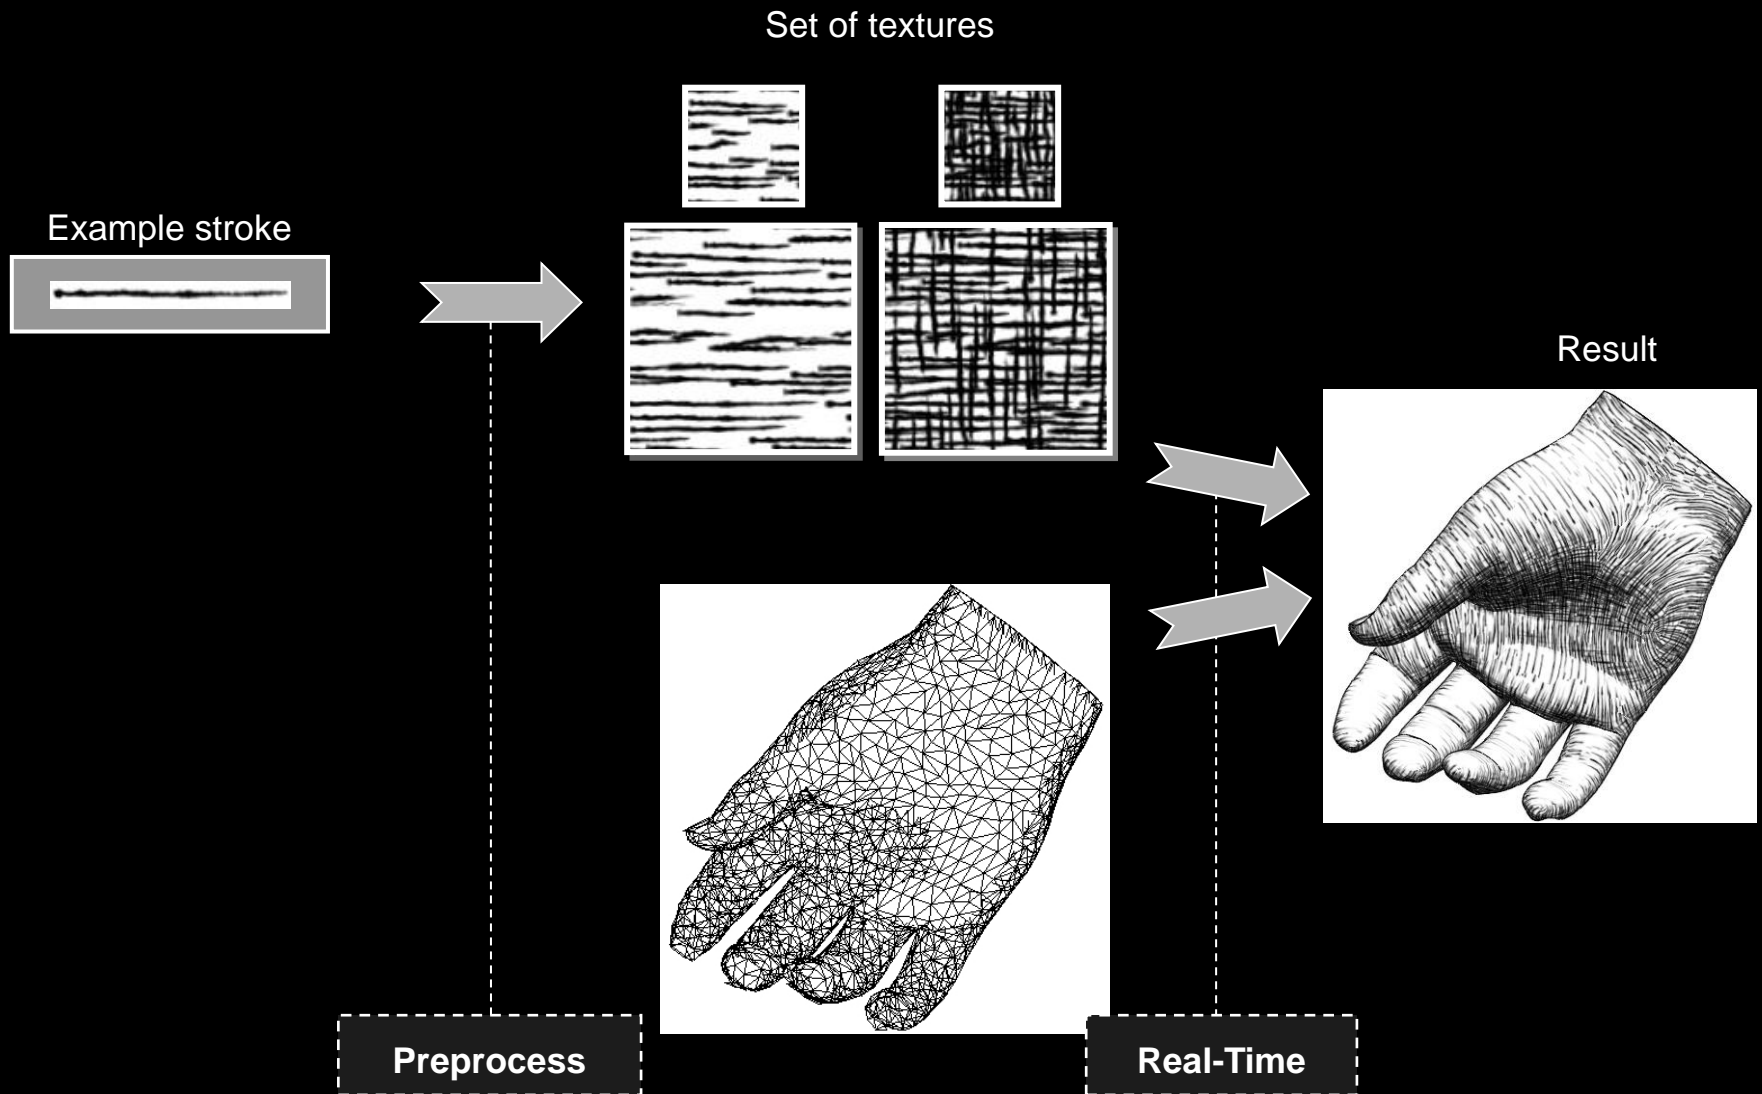 Set of textures
Example stroke
Result
Preprocess
Real-Time